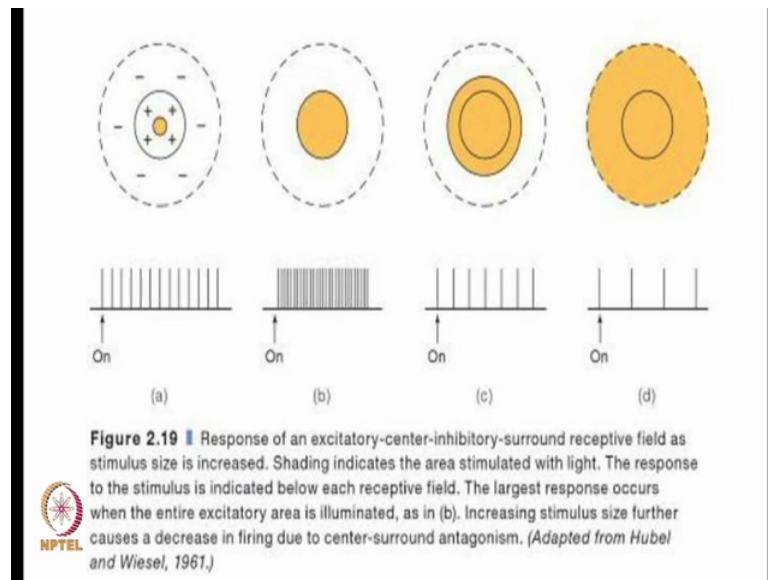 On On On On
(a) (b) (c) (d)
Figure 2.19 Response of an excitatory-center-inhibitory-surround receptive field as
stimulus size is increased. Shading indicates the area stimulated with light. The response
to the stimulus is indicated below each receptive field. The largest response occurs
when the entire excitatory area is illuminated, as in (b). Increasing stimulus size further
causes a decrease in firing due to center-surround antagonism. (Adapted from Hubel
and Wiesel, 1961.)
NPTEL